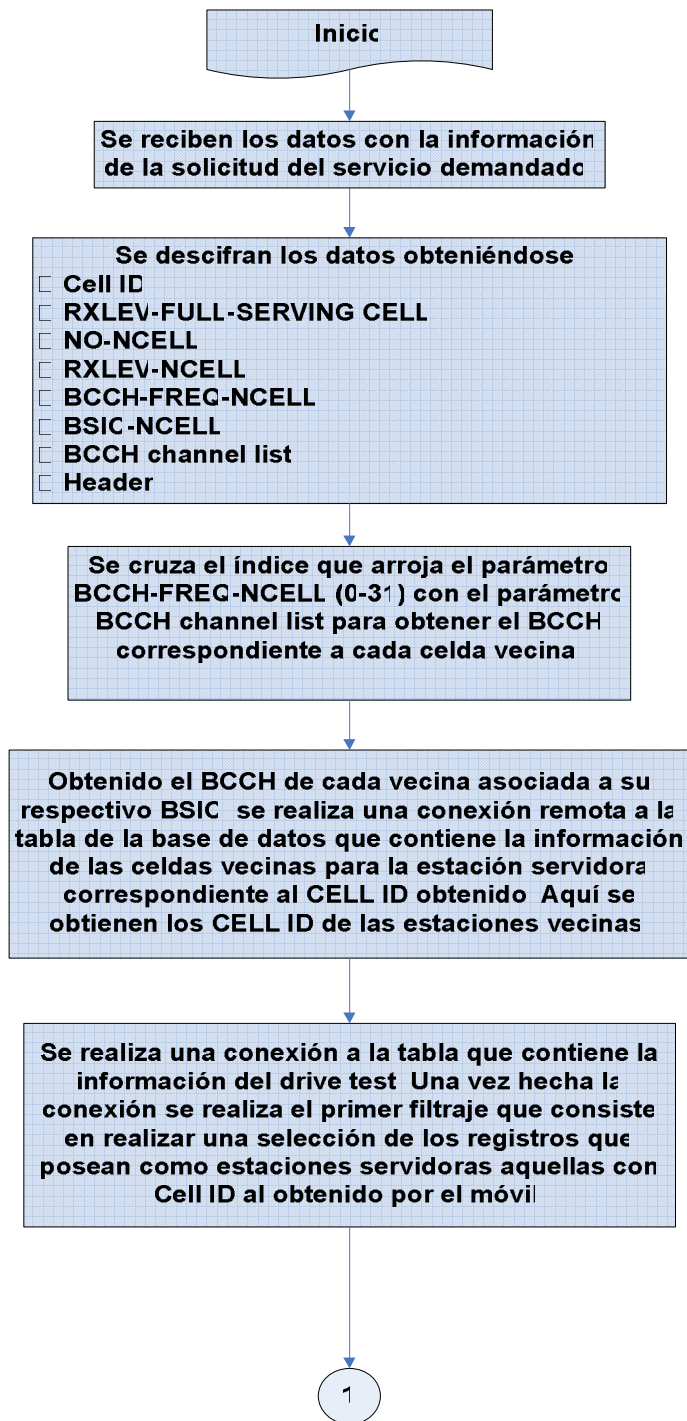 Inicio
Se reciben los datos con la información
de la solicitud del servicio demandado
Se descifran los datos obteniéndose
Cell ID
RXLEV-FULL-SERVING CELL
NO-NCELL
RXLEV-NCELL
BCCH-FREQ-NCELL
BSIC-NCELL
BCCH channel list
Header
Se cruza el índice que arroja el parámetro
BCCH-FREQ-NCELL (0-31) con el parámetro
BCCH channel list para obtener el BCCH
correspondiente a cada celda vecina
Obtenido el BCCH de cada vecina asociada a su
respectivo BSIC se realiza una conexión remota a la
tabla de la base de datos que contiene la información
de las celdas vecinas para la estación servidora
correspondiente al CELL ID obtenido Aquí se
obtienen los CELL ID de las estaciones vecinas
Se realiza una conexión a la tabla que contiene la
información del drive test Una vez hecha la
conexión se realiza el primer filtraje que consiste
en realizar una selección de los registros que
posean como estaciones servidoras aquellas con
Cell ID al obtenido por el móvil
1